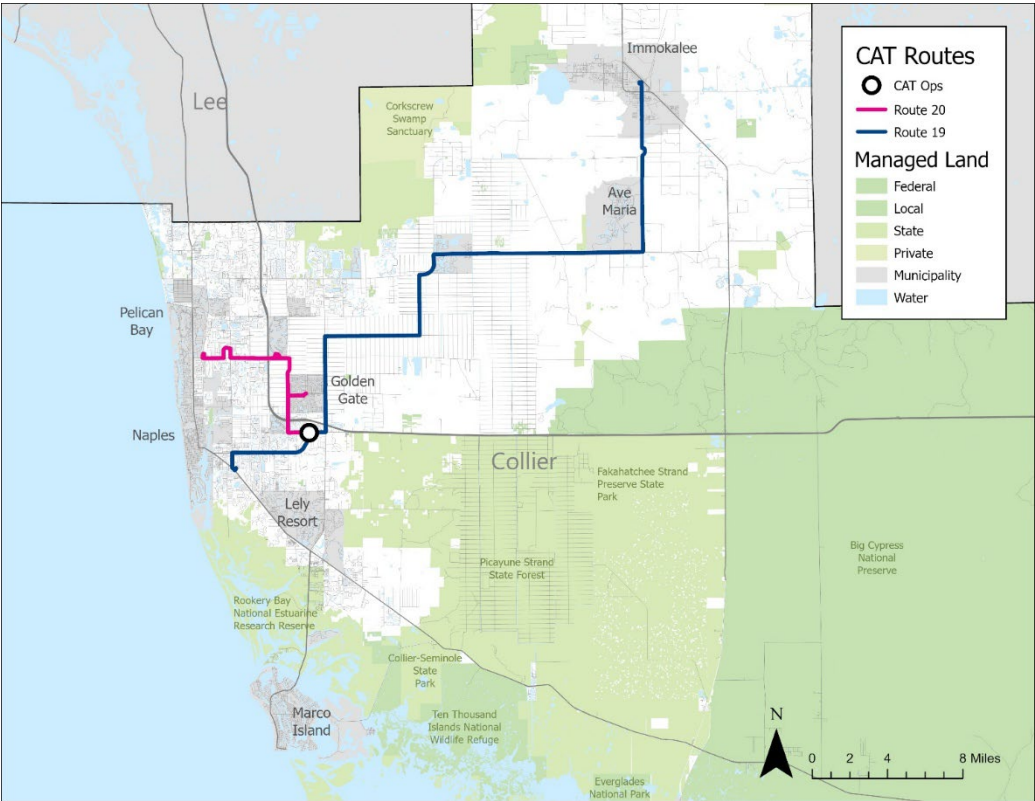 Immokalee
CAT Routes
CAT Ops
Route 20
Route 19
Managed Land
Federal
Local
State
Private
Municipality
Water
Lee
Corkscrew
Swamp
Sanctuary
Ave
Maria
Pelican
Bay
Golden
Gate
Naples
Collier
Fakahatchee Strand
Preserve State
Park
Lely
Resort
Big Cypress
National
Preserve
Picayune Strand
State Forest
Rookery Bay
National Estuarine
Research Reserve
Collier-Seminole
State
Park
Marco
Island
Ten Thousand
Islands National
Wildlife Refuge
Everglades
National Park
N
0 2 4 8 Miles